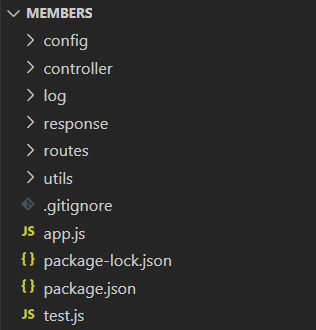 MEMBERS
config
controller
log
response
routes
utils
.gitignore
JS app.js
{ } package-lock.json
{ } package.json
JS test.js